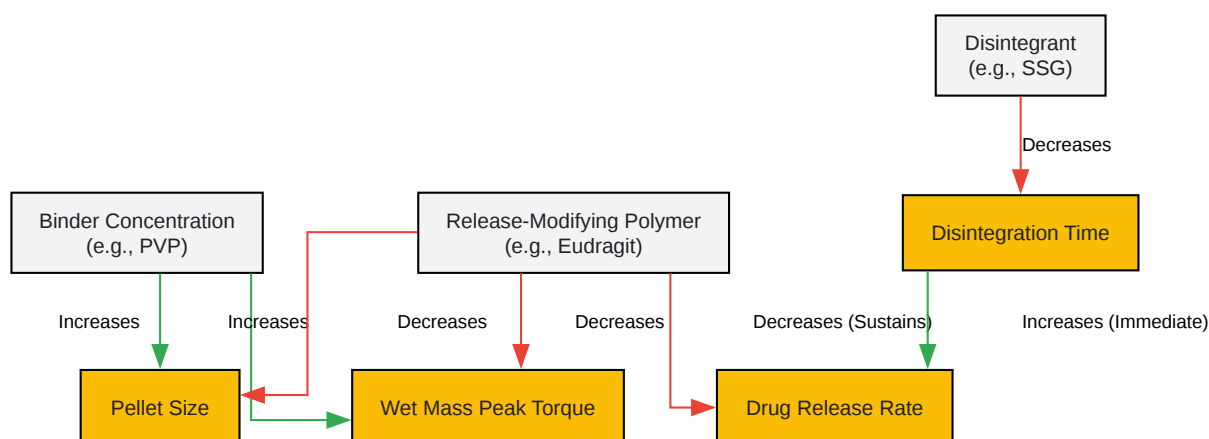 Disintegrant
(e.g., SSG)
Decreases
Binder Concentration
(e.g., PVP)
Release-Modifying Polymer
(e.g., Eudragit)
Disintegration Time
Increases
Increases
Decreases
Decreases
Decreases (Sustains)
Increases (Immediate)
Pellet Size
Wet Mass Peak Torque
Drug Release Rate